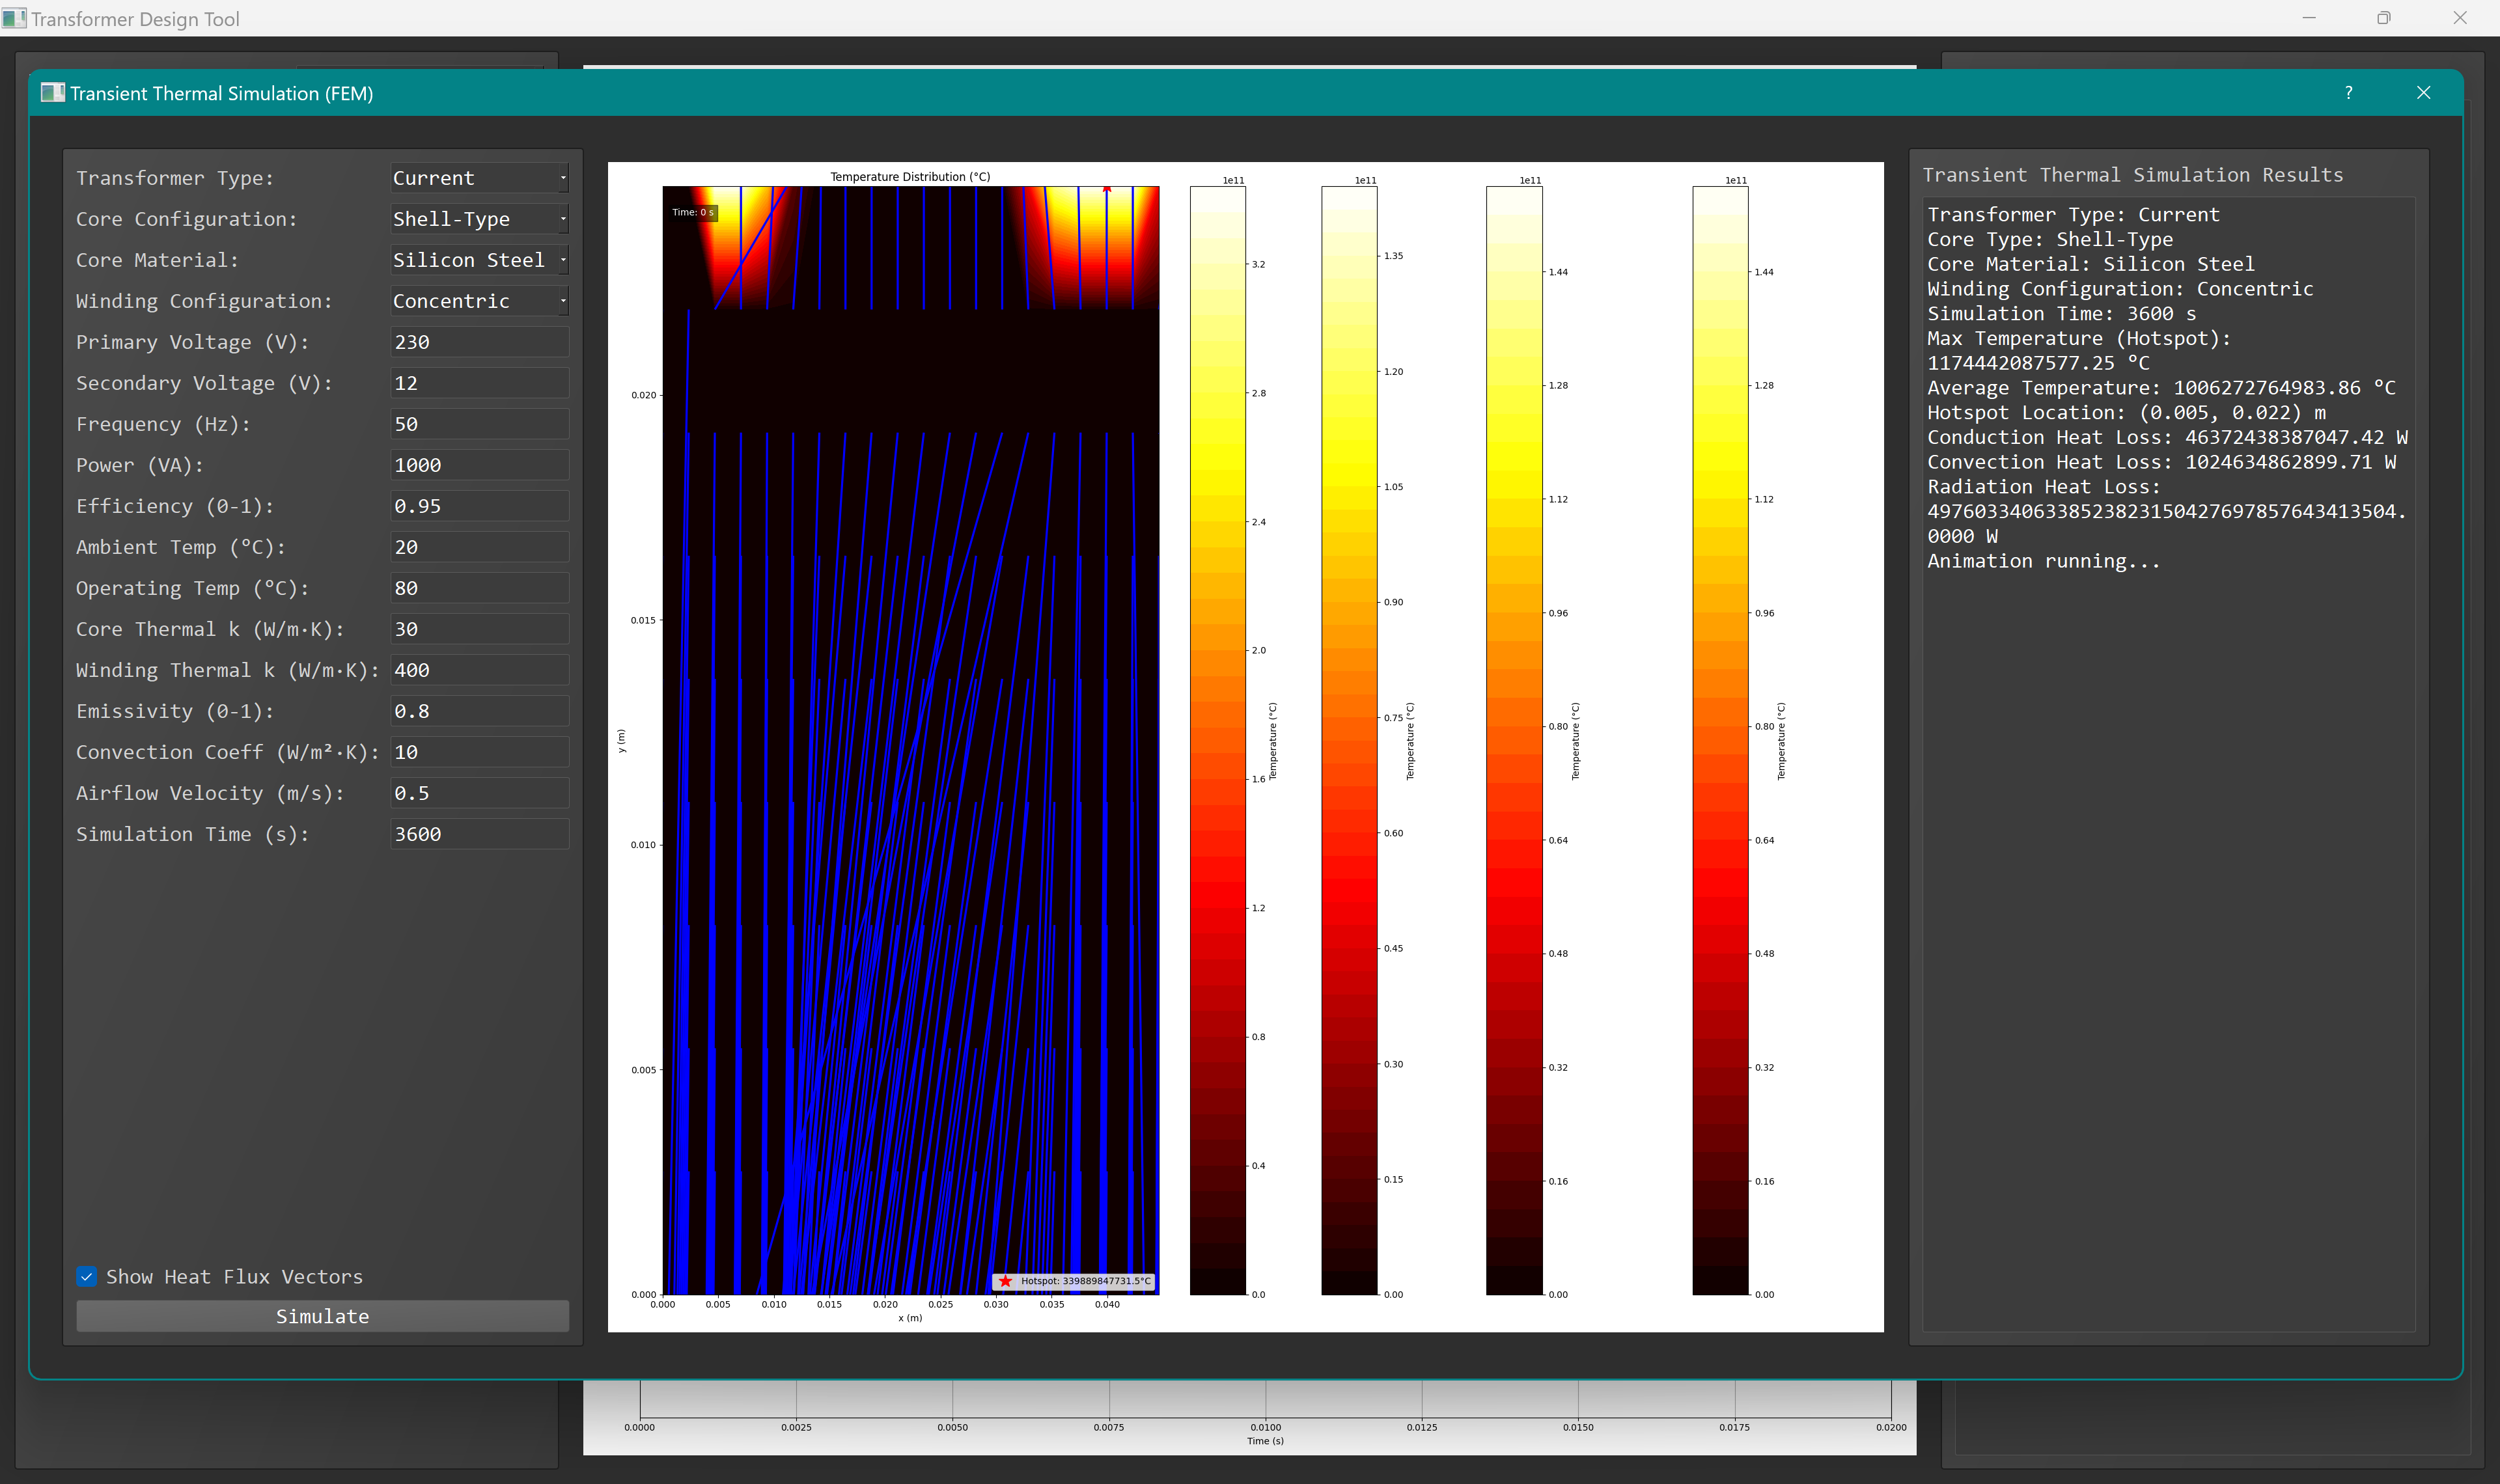 Transformer Design Tool
Transient Thermal Simulation (FEM)
?
Transformer Type: Current
Core Configuration: Shell-Type
Core Material: Silicon Steel
Winding Configuration: Concentric
Primary Voltage (V): 230
Secondary Voltage (V): 12
Frequency (Hz): 50
Power (VA): 1000
Efficiency (0-1): 0.95
Ambient Temp (°C): 20
Operating Temp (°C): 80
Core Thermal k (W/m·K): 30
Winding Thermal k (W/m·K): 400
Emissivity (0-1): 0.8
Convection Coeff (W/m²·K): 10
Airflow Velocity (m/s): 0.5
Simulation Time (s): 3600
Show Heat Flux Vectors
Simulate
Temperature Distribution (°C)
Time: 0 s
0.020
0.015
0.010
0.005
0.000
y (m)
0.000 0.005 0.010 0.015 0.020 0.025 0.030 0.035 0.040
x (m)
Hotspot: 339889847731.5°C
1e11
3.2
2.8
2.4
2.0
1.6
1.2
0.8
0.4
0.0
Temperature (°C)
1e11
1.35
1.20
1.05
0.90
0.75
0.60
0.45
0.30
0.15
0.00
Temperature (°C)
1e11
1.44
1.28
1.12
0.96
0.80
0.64
0.48
0.32
0.16
0.00
Temperature (°C)
1e11
1.44
1.28
1.12
0.96
0.80
0.64
0.48
0.32
0.16
0.00
Temperature (°C)
Transient Thermal Simulation Results
Transformer Type: Current
Core Type: Shell-Type
Core Material: Silicon Steel
Winding Configuration: Concentric
Simulation Time: 3600 s
Max Temperature (Hotspot):
1174442087577.25 °C
Average Temperature: 1006272764983.86 °C
Hotspot Location: (0.005, 0.022) m
Conduction Heat Loss: 46372438387047.42 W
Convection Heat Loss: 1024634862899.71 W
Radiation Heat Loss:
49760334063385238231504276978576434​13504.
0000 W
Animation running...
0.0000 0.0025 0.0050 0.0075 0.0100 0.0125 0.0150 0.0175 0.0200
Time (s)